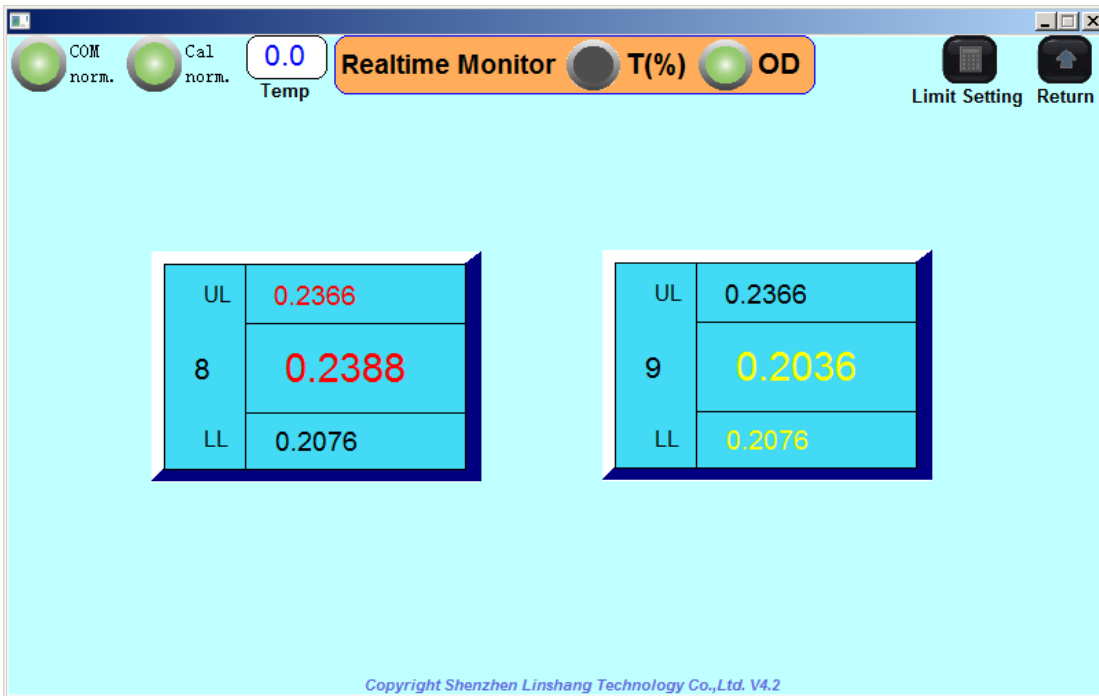 COM
norm.
Cal
norm.
0.0
Temp
Realtime Monitor T(%) OD
Limit Setting
Return
UL 0.2366
8 0.2388
LL 0.2076
UL 0.2366
9 0.2036
LL 0.2076
Copyright Shenzhen Linshang Technology Co.,Ltd. V4.2